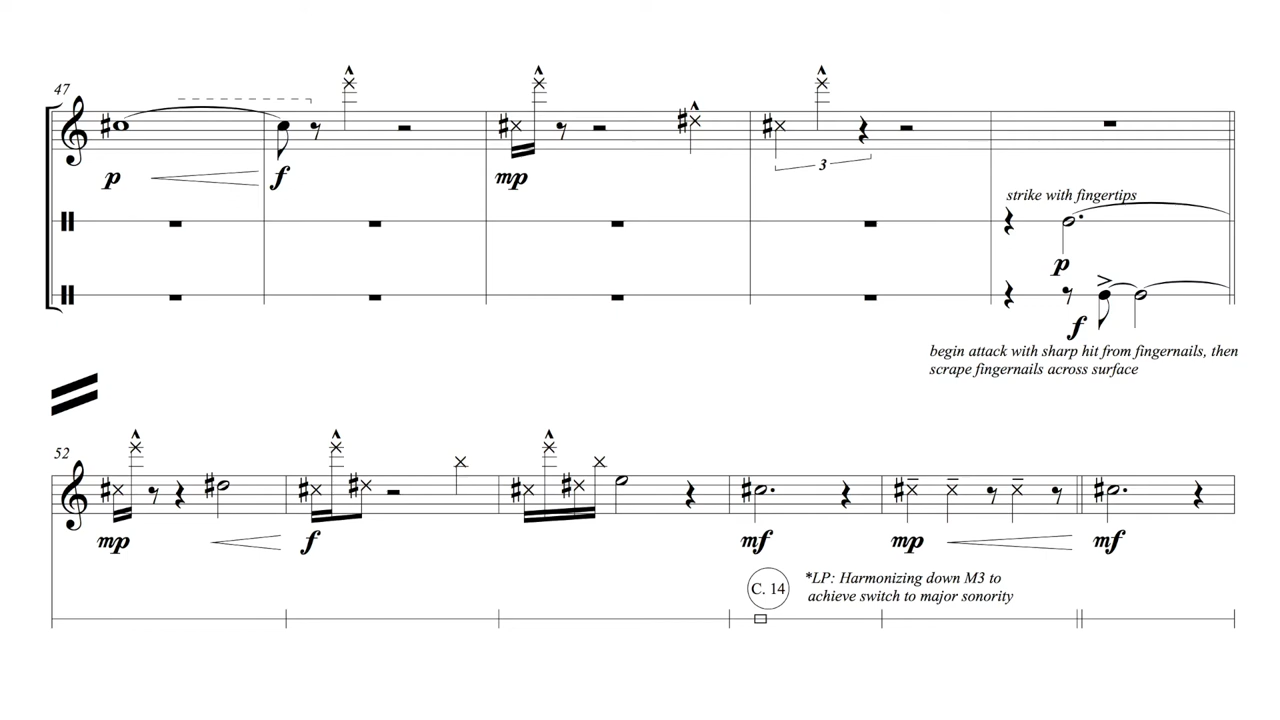 47
p
f
mp
3
strike with fingertips
p
f
begin attack with sharp hit from fingernails, then
scrape fingernails across surface
52
mp
f
mf
mp
mf
C. 14
*LP: Harmonizing down M3 to
achieve switch to major sonority